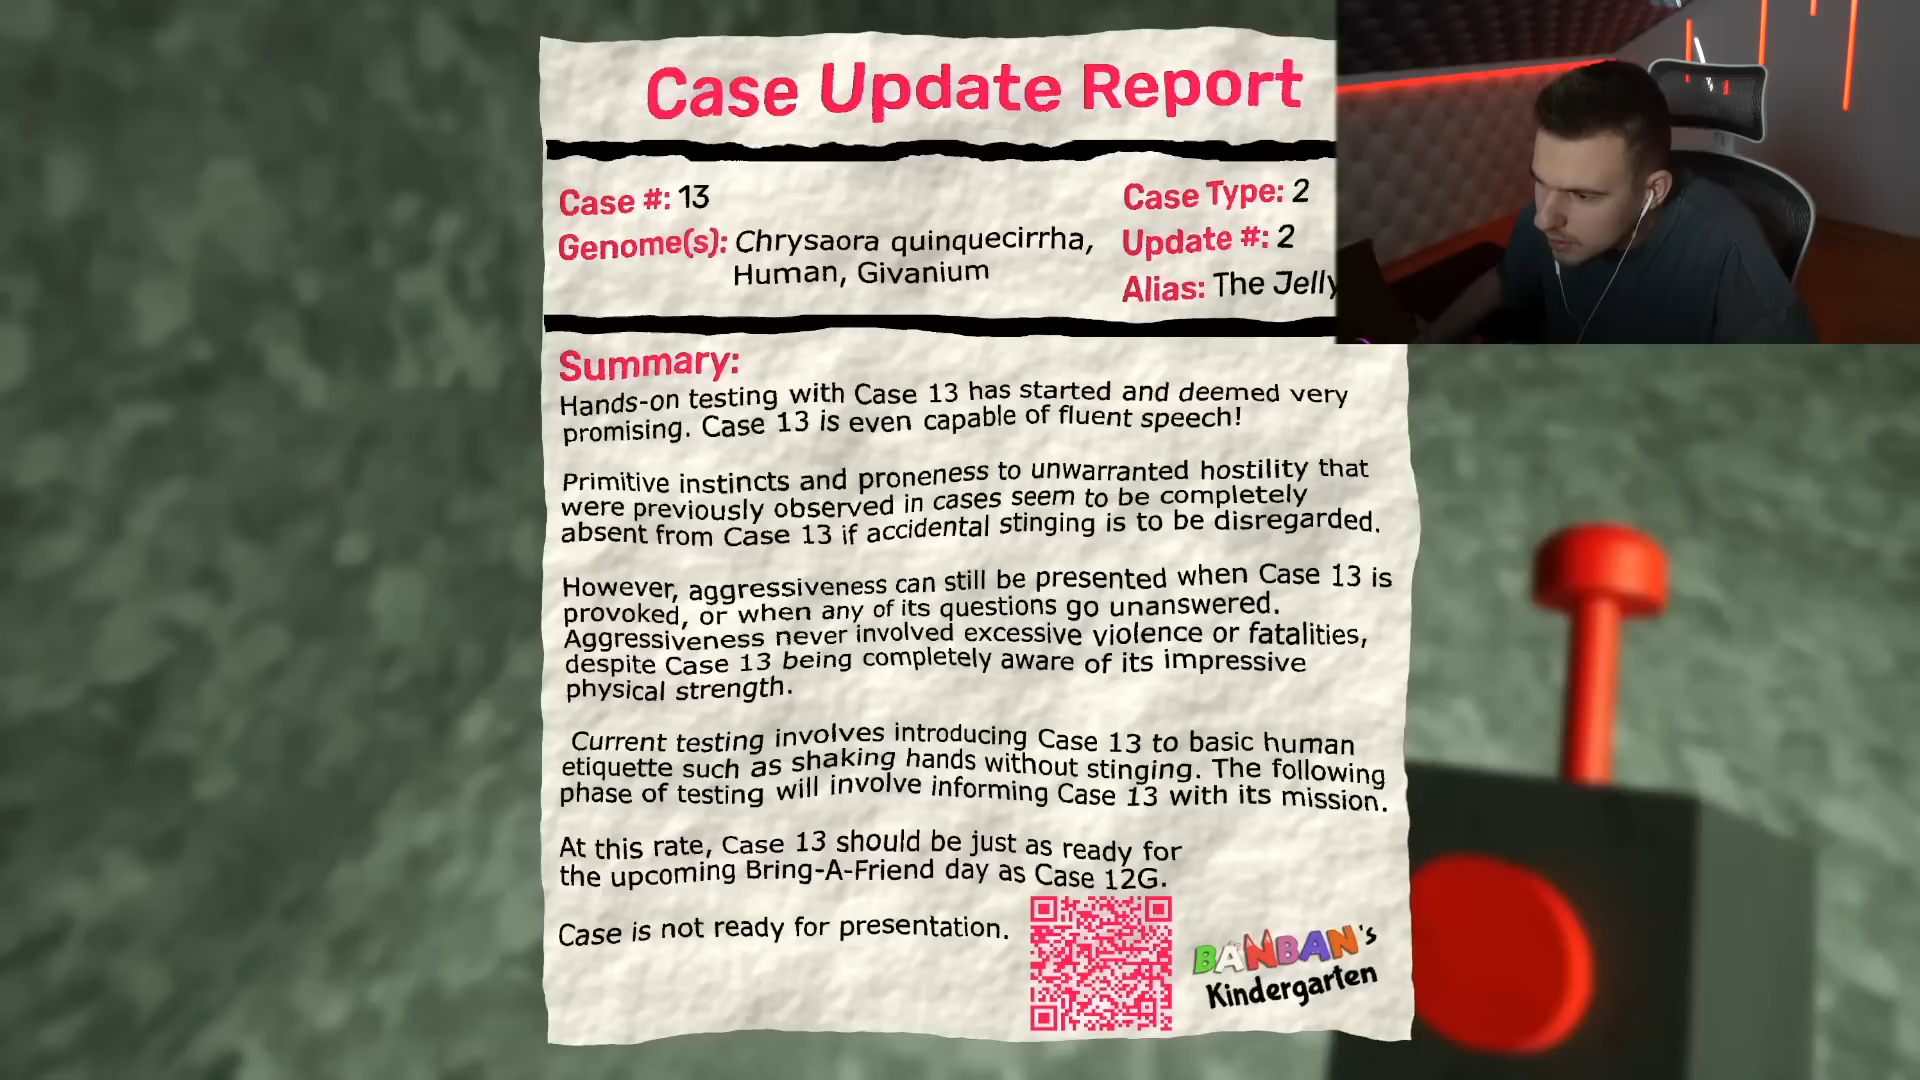 Case Update Report
Case #: 13
Genome(s): Chrysaora quinquecirrha,
Human, Givanium
Case Type: 2
Update #: 2
Alias: The Jelly
Summary:
Hands-on testing with Case 13 has started and deemed very
promising. Case 13 is even capable of fluent speech!
Primitive instincts and proneness to unwarranted hostility that
were previously observed in cases seem to be completely
absent from Case 13 if accidental stinging is to be disregarded.
However, aggressiveness can still be presented when Case 13 is
provoked, or when any of its questions go unanswered.
Aggressiveness never involved excessive violence or fatalities,
despite Case 13 being completely aware of its impressive
physical strength.
Current testing involves introducing Case 13 to basic human
etiquette such as shaking hands without stinging. The following
phase of testing will involve informing Case 13 with its mission.
At this rate, Case 13 should be just as ready for
the upcoming Bring-A-Friend day as Case 12G.
Case is not ready for presentation.
BANBAN's
Kindergarten